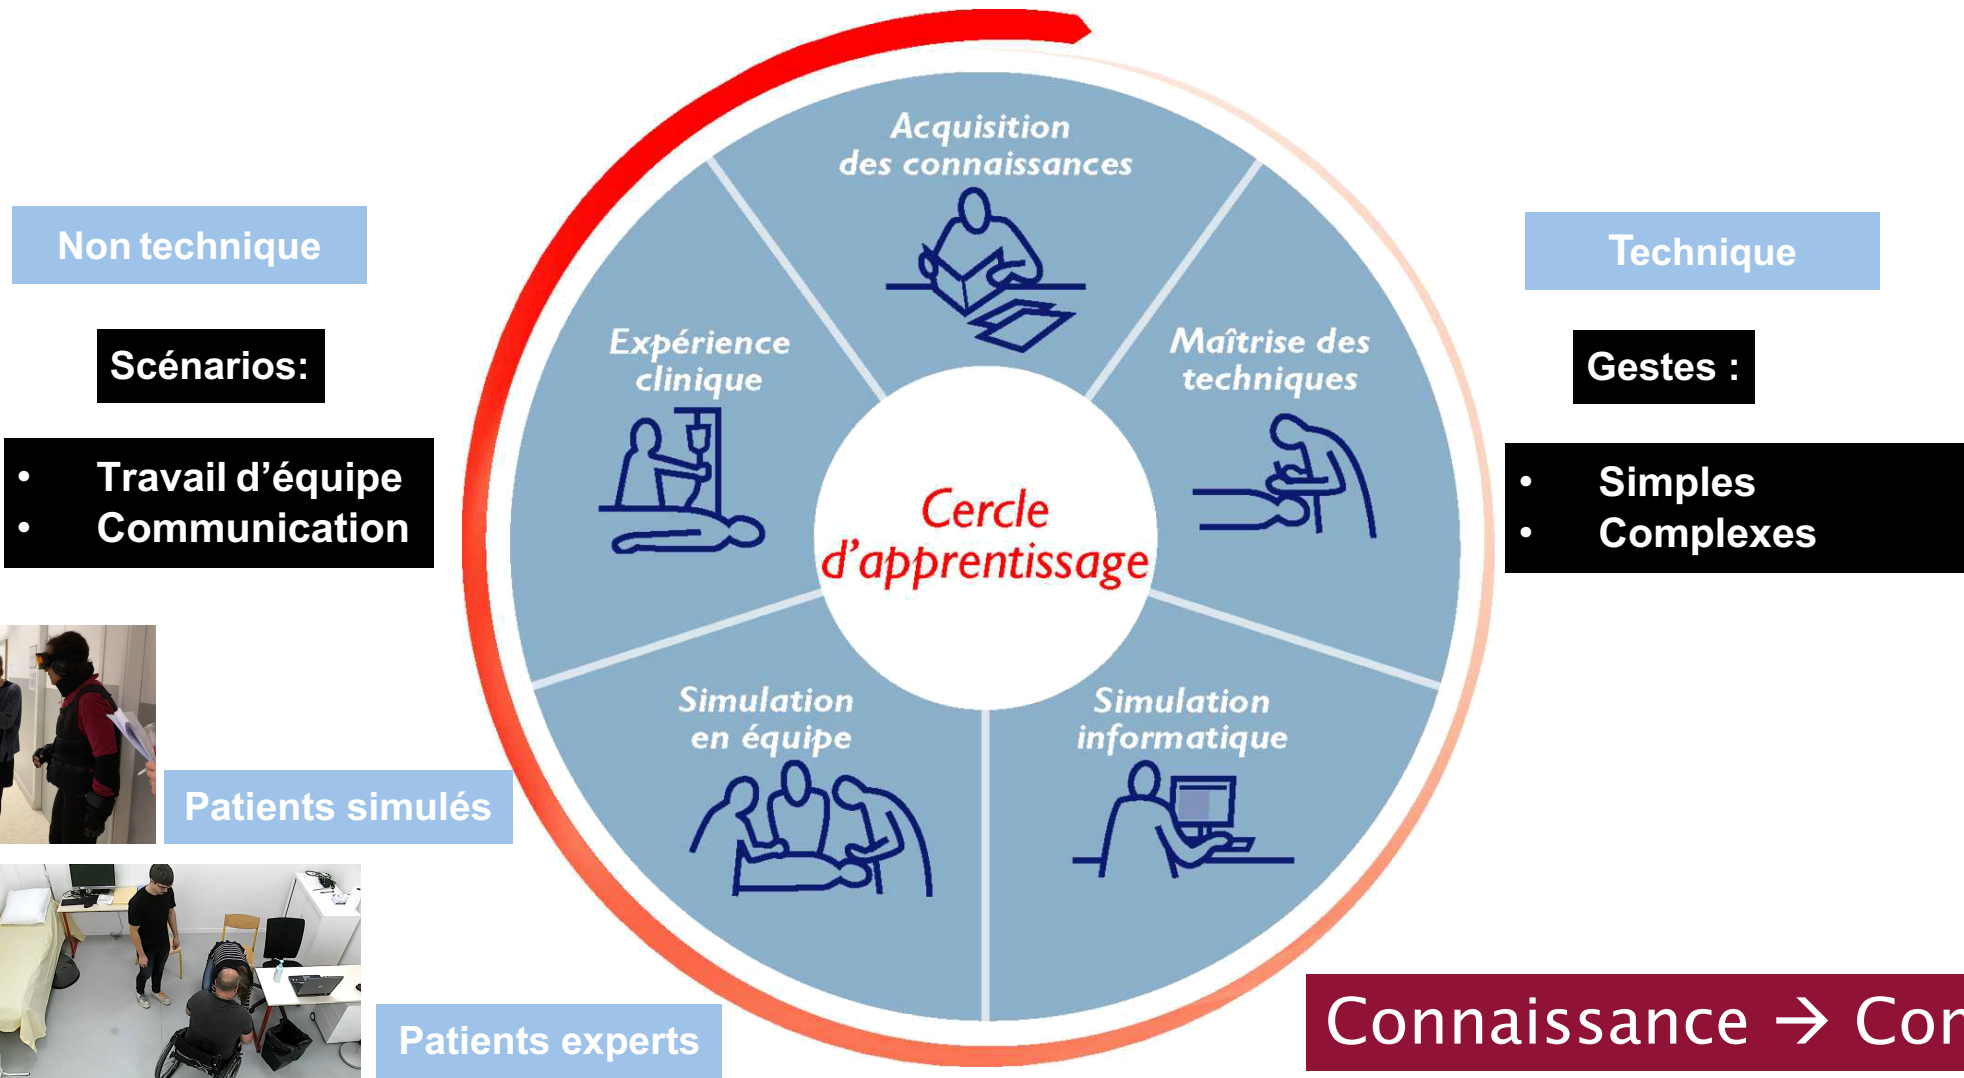 Acquisition
des connaissances
Non technique
Technique
Scénarios:
Expérience
clinique
Maîtrise des
techniques
Gestes :
• Travail d’équipe
• Communication
Cercle
d’apprentissage
• Simples
• Complexes
Simulation
en équipe
Simulation
informatique
Patients simulés
Patients experts
Connaissance →